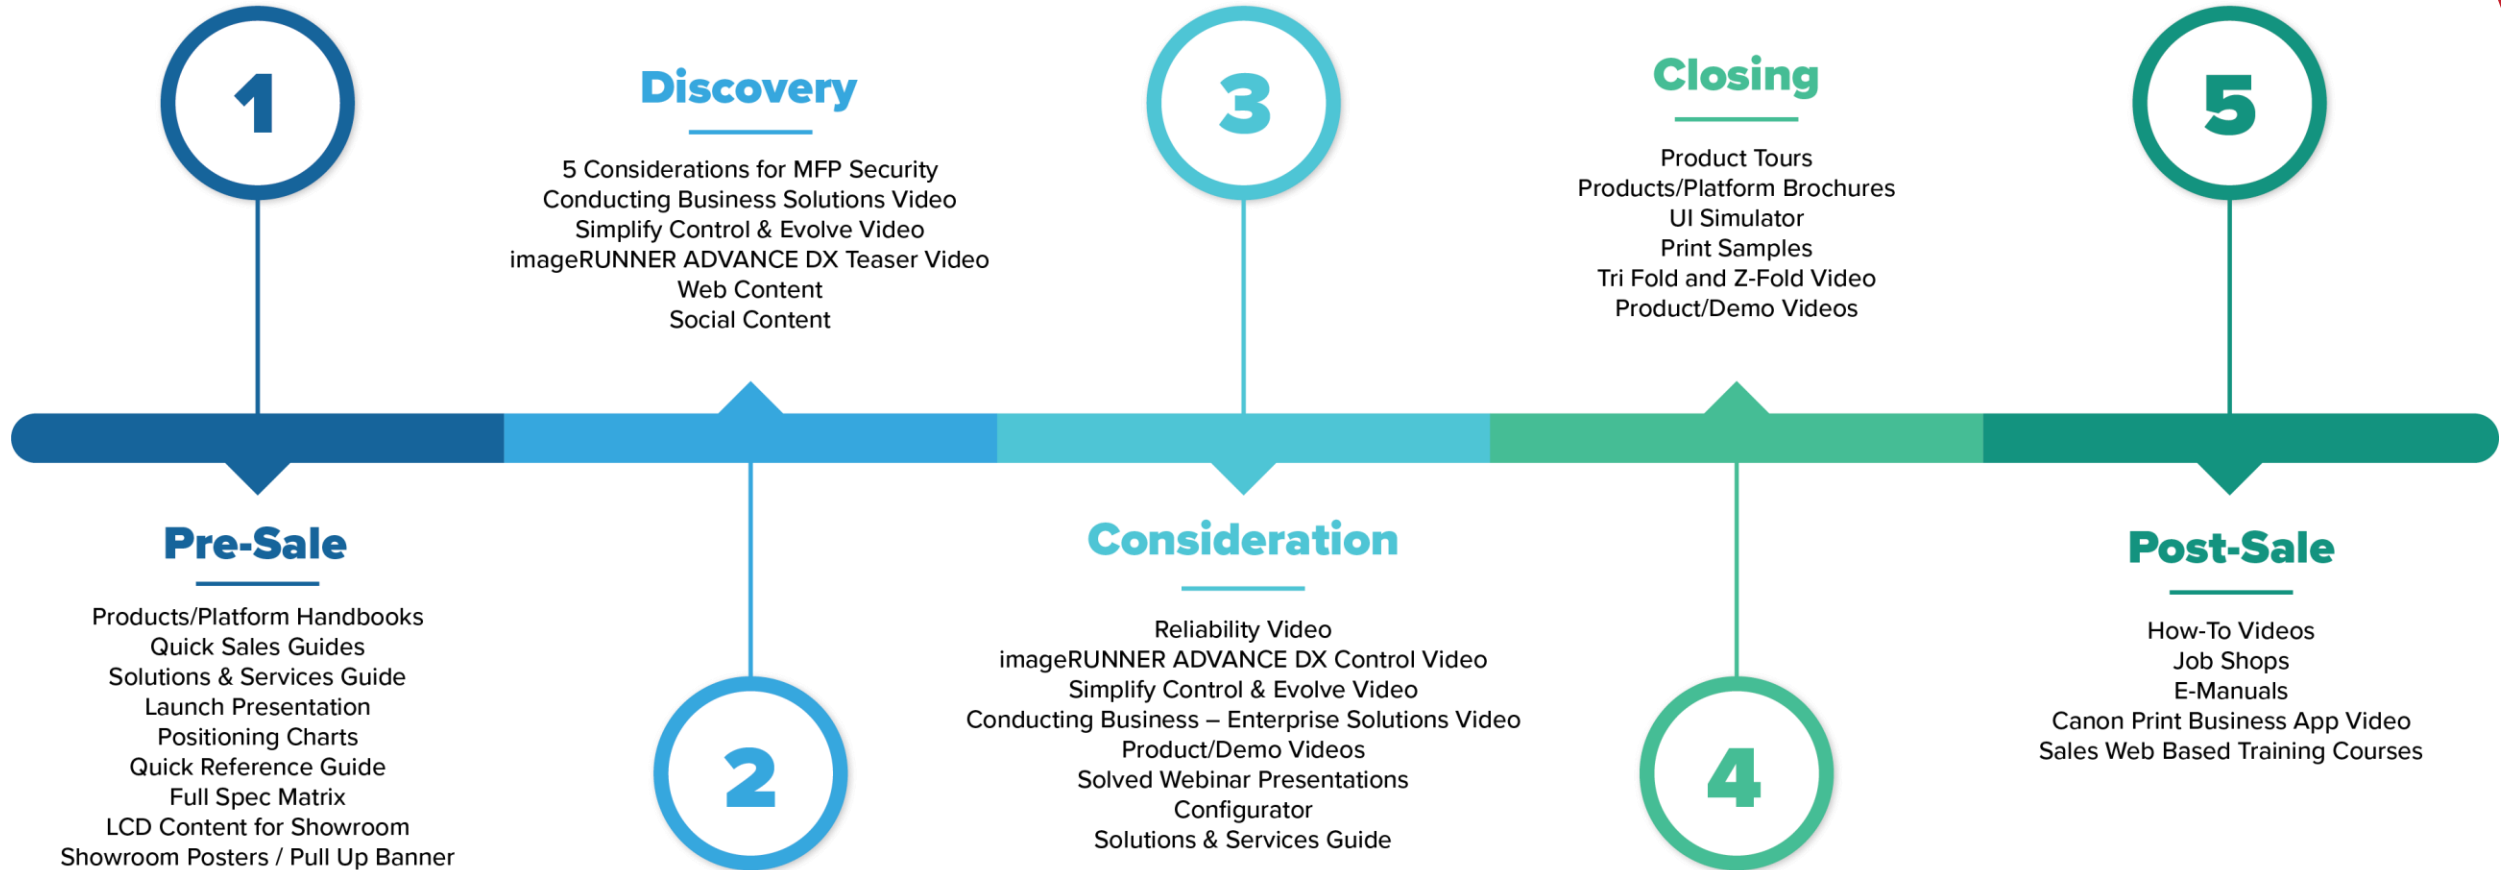 1
Pre-Sale
Products/Platform Handbooks
Quick Sales Guides
Solutions & Services Guide
Launch Presentation
Positioning Charts
Quick Reference Guide
Full Spec Matrix
LCD Content for Showroom
Showroom Posters / Pull Up Banner
Discovery
5 Considerations for MFP Security
Conducting Business Solutions Video
Simplify Control & Evolve Video
imageRUNNER ADVANCE DX Teaser Video
Web Content
Social Content
2
3
Consideration
Reliability Video
imageRUNNER ADVANCE DX Control Video
Simplify Control & Evolve Video
Conducting Business – Enterprise Solutions Video
Product/Demo Videos
Solved Webinar Presentations
Configurator
Solutions & Services Guide
Closing
Product Tours
Products/Platform Brochures
UI Simulator
Print Samples
Tri Fold and Z-Fold Video
Product/Demo Videos
4
5
Post-Sale
How-To Videos
Job Shops
E-Manuals
Canon Print Business App Video
Sales Web Based Training Courses